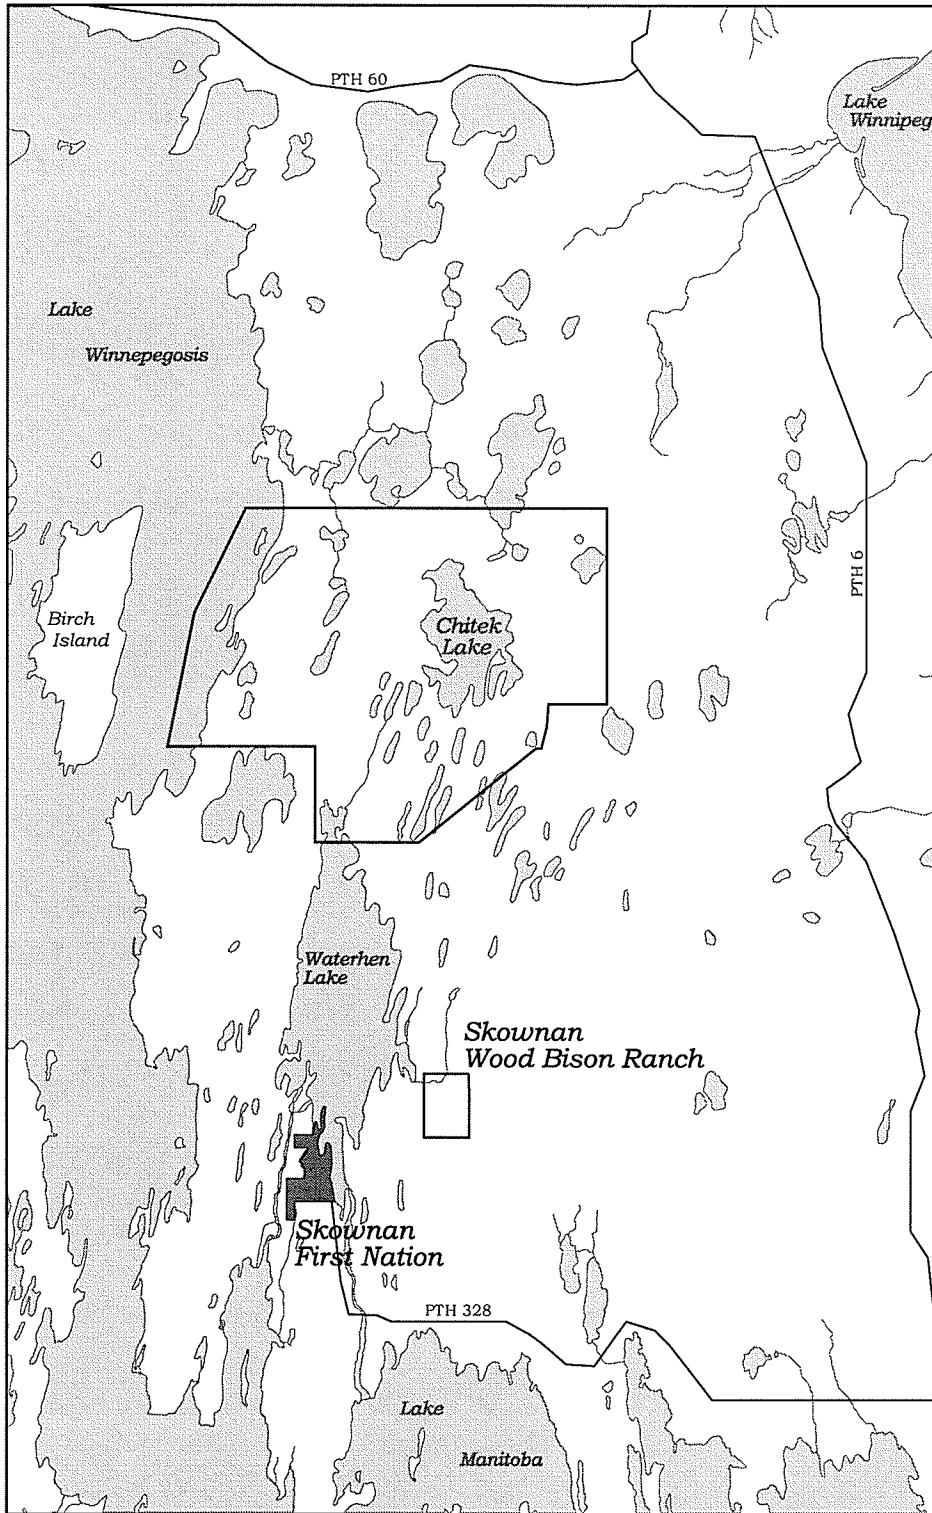 PTH 60
Lake
Winnipeg
Lake
Winnepegosis
PTH 6
Birch
Island
Chitek
Lake
Waterhen
Lake
Skownan
Wood Bison Ranch
Skownan
First Nation
PTH 328
Lake
Manitoba